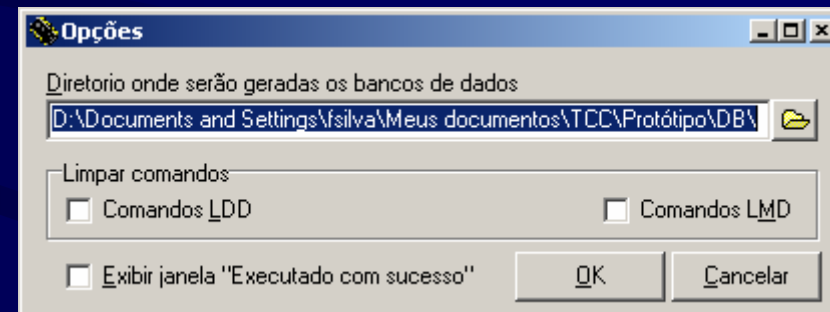 Opções
Diretorio onde serão geradas os bancos de dados
D:\Documents and Settings\fsilva\Meus documentos\TCC\Protótipo\DB\
Limpar comandos
Comandos LDD Comandos LMD
Exibir janela "Executado com sucesso" OK Cancelar